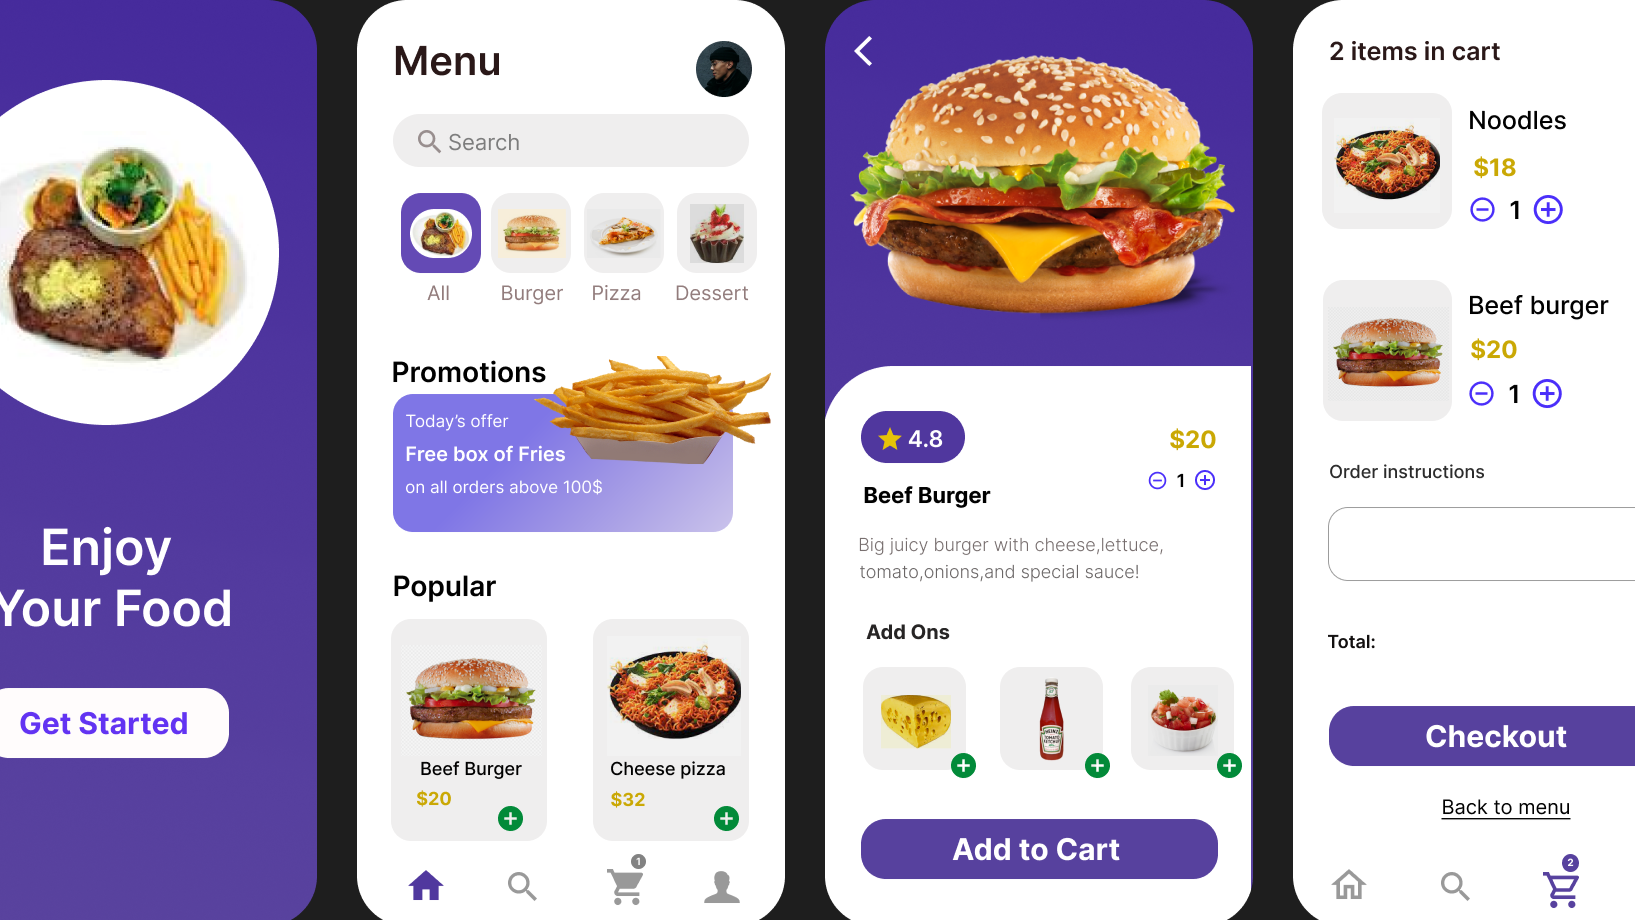 Enjoy
Your Food
Get Started
Menu
Search
All
Burger
Pizza
Dessert
Promotions
Today's offer
Free box of Fries
on all orders above 100$
Popular
Beef Burger
$20
Cheese pizza
$32
1
4.8
$20
1
Beef Burger
Big juicy burger with cheese,lettuce,
tomato,onions,and special sauce!
Add Ons
HEINZ
TOMATO
KETCHUP
Add to Cart
2 items in cart
Noodles
$18
1
Beef burger
$20
1
Order instructions
Total:
Checkout
Back to menu
2